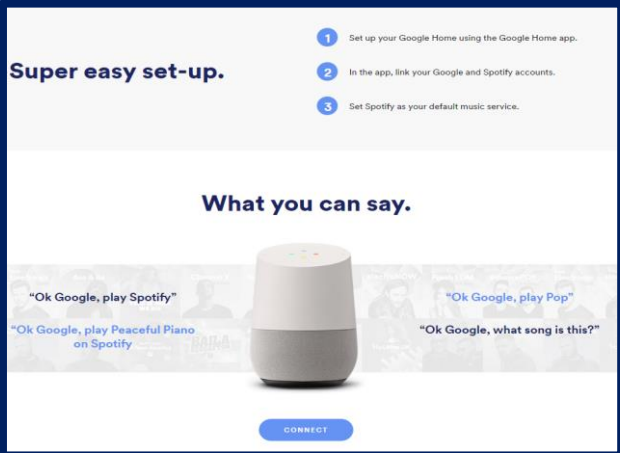 Super easy set-up.
1 Set up your Google Home using the Google Home app.
2 In the app, link your Google and Spotify accounts.
3 Set Spotify as your default music service.
What you can say.
“Ok Google, play Spotify”
“Ok Google, play Peaceful Piano
on Spotify
“Ok Google, play Pop”
“Ok Google, what song is this?”
CONNECT